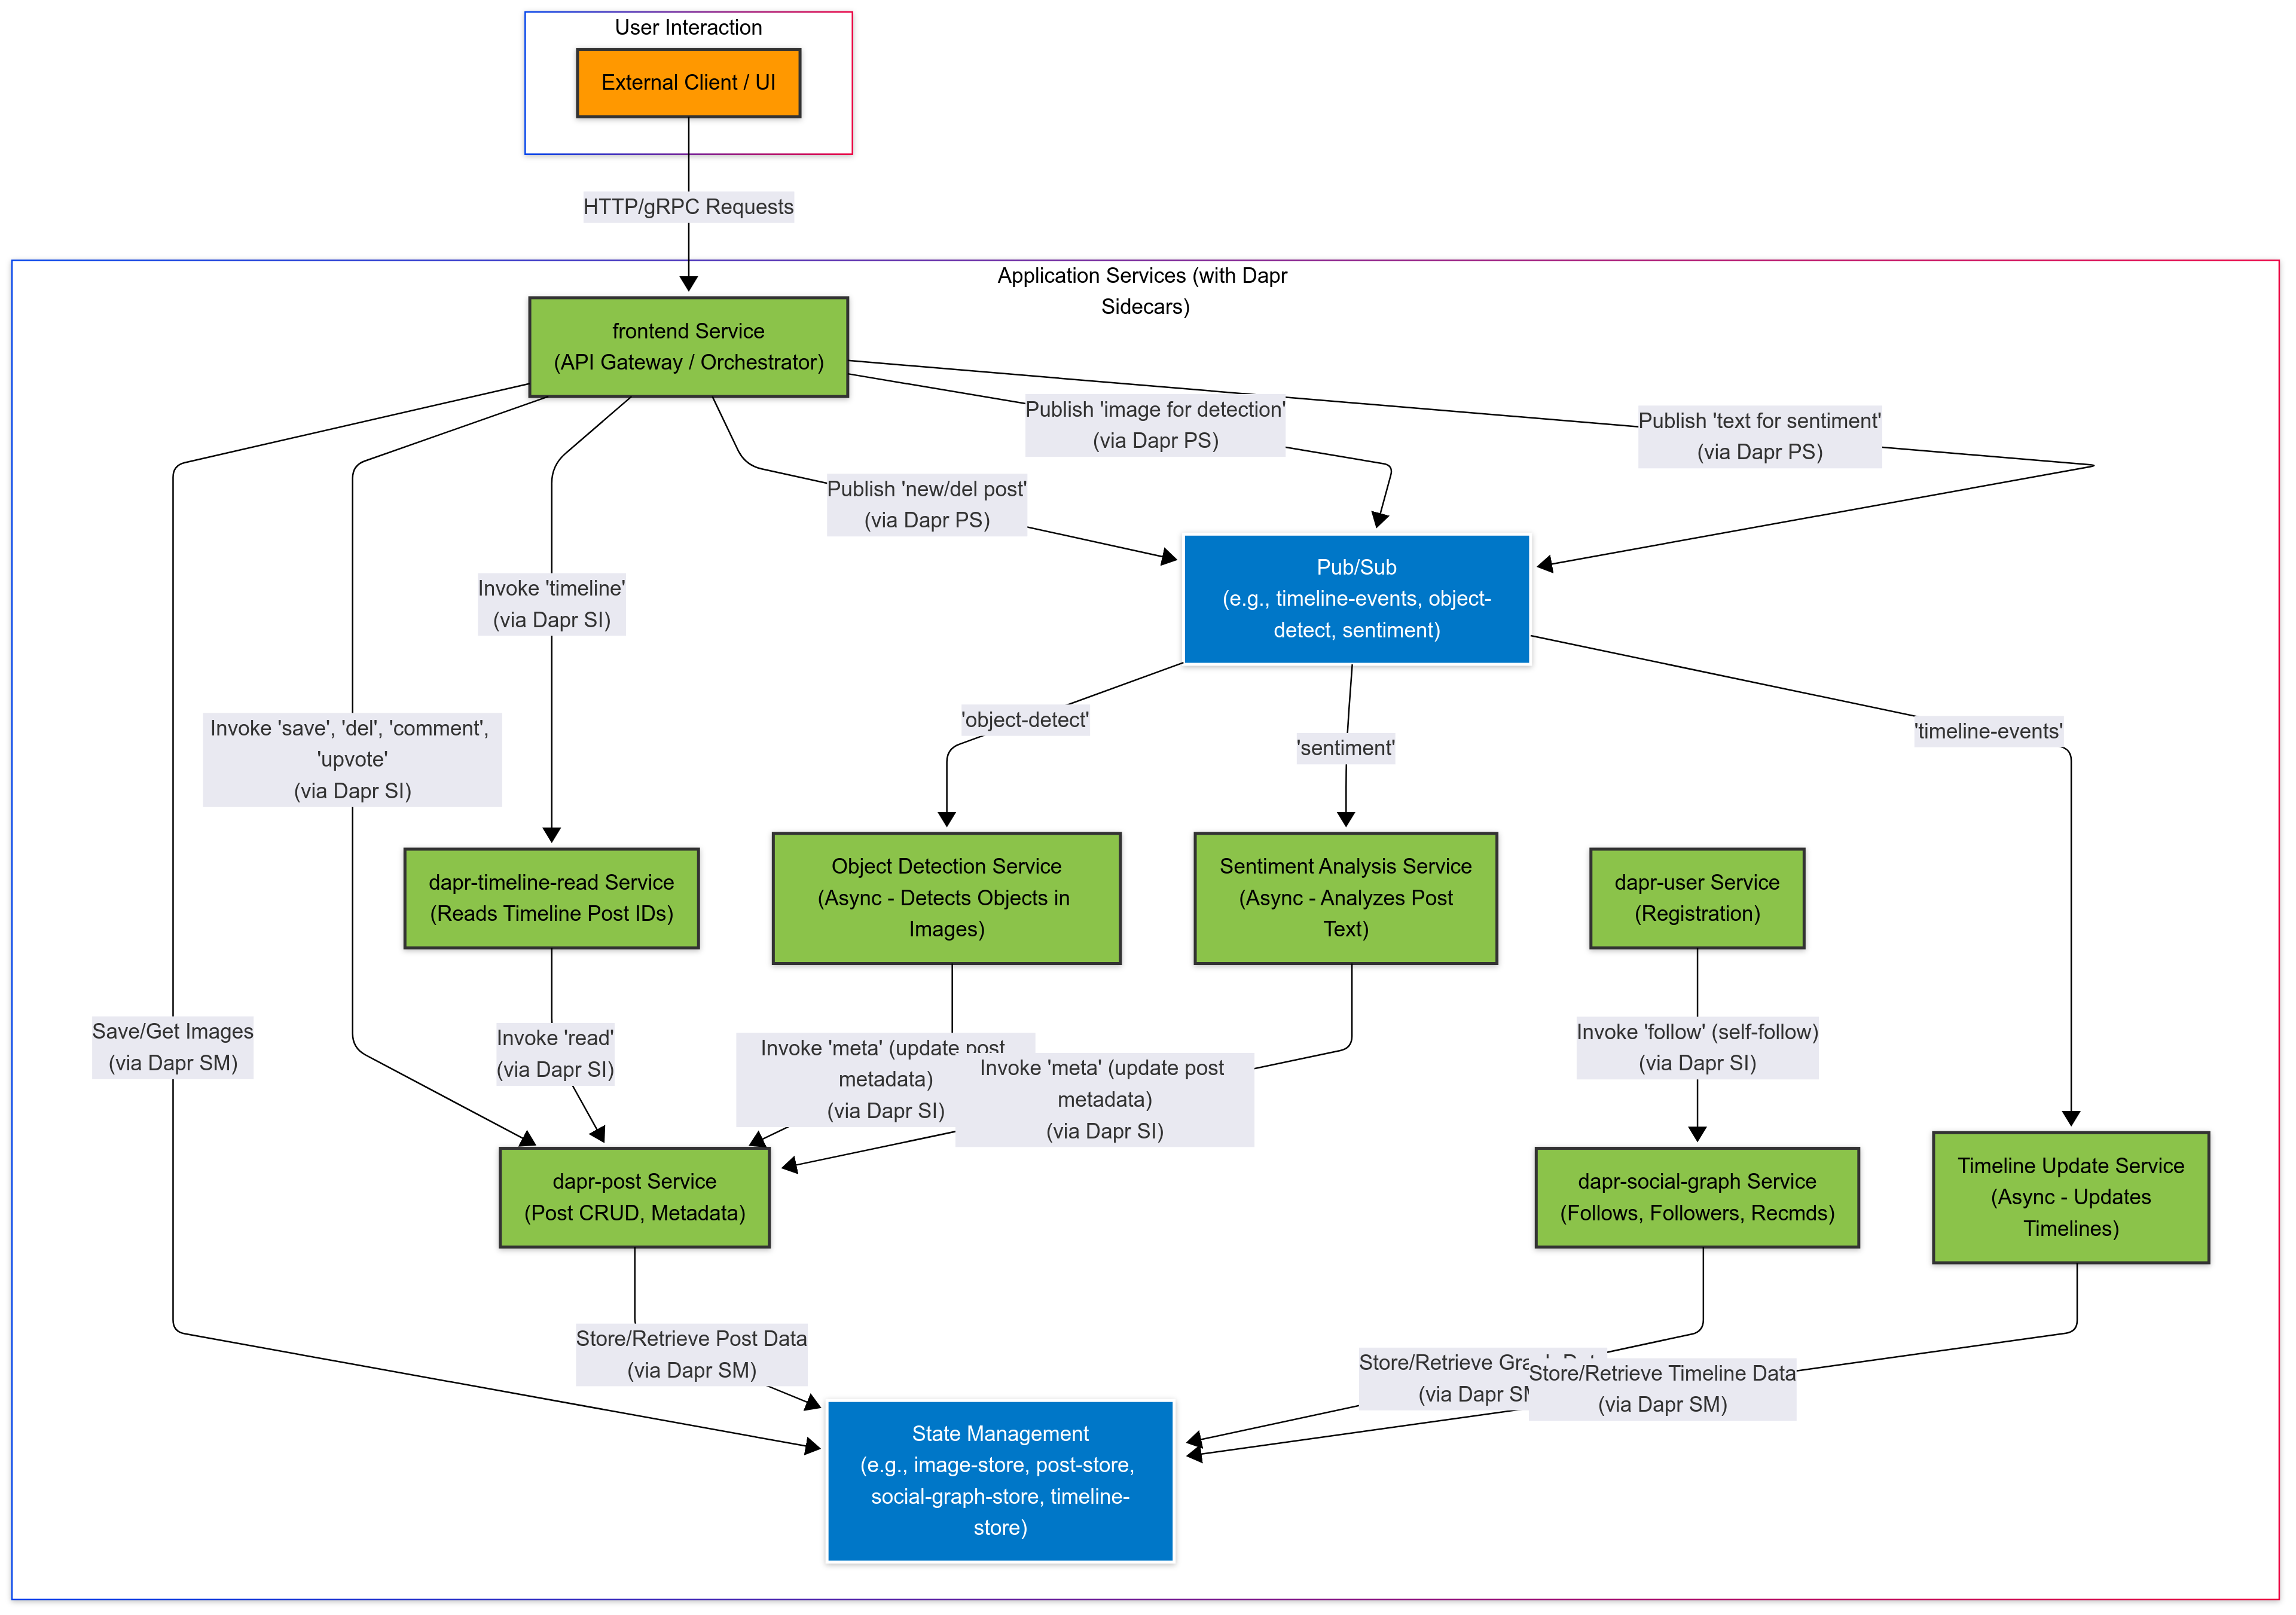 User Interaction
External Client / UI
HTTP/gRPC Requests
Application Services (with Dapr
Sidecars)
frontend Service
(API Gateway / Orchestrator)
Publish 'image for detection'
(via Dapr PS)
Publish 'text for sentiment'
(via Dapr PS)
Publish 'new/del post'
(via Dapr PS)
Invoke 'timeline'
(via Dapr SI)
Pub/Sub
(e.g., timeline-events, object-
detect, sentiment)
Invoke 'save', 'del', 'comment',
'upvote'
(via Dapr SI)
'object-detect'
'sentiment'
'timeline-events'
dapr-timeline-read Service
(Reads Timeline Post IDs)
Object Detection Service
(Async - Detects Objects in
Images)
Sentiment Analysis Service
(Async - Analyzes Post
Text)
dapr-user Service
(Registration)
Save/Get Images
(via Dapr SM)
Invoke 'read'
(via Dapr SI)
Invoke 'meta' (update post
metadata)
(via Dapr SI)
Invoke 'meta' (update post
metadata)
(via Dapr SI)
Invoke 'follow' (self-follow)
(via Dapr SI)
dapr-post Service
(Post CRUD, Metadata)
dapr-social-graph Service
(Follows, Followers, Recmds)
Timeline Update Service
(Async - Updates
Timelines)
Store/Retrieve Post Data
(via Dapr SM)
Store/Retrieve Graph Data
(via Dapr SM)
Store/Retrieve Timeline Data
(via Dapr SM)
State Management
(e.g., image-store, post-store,
social-graph-store, timeline-
store)